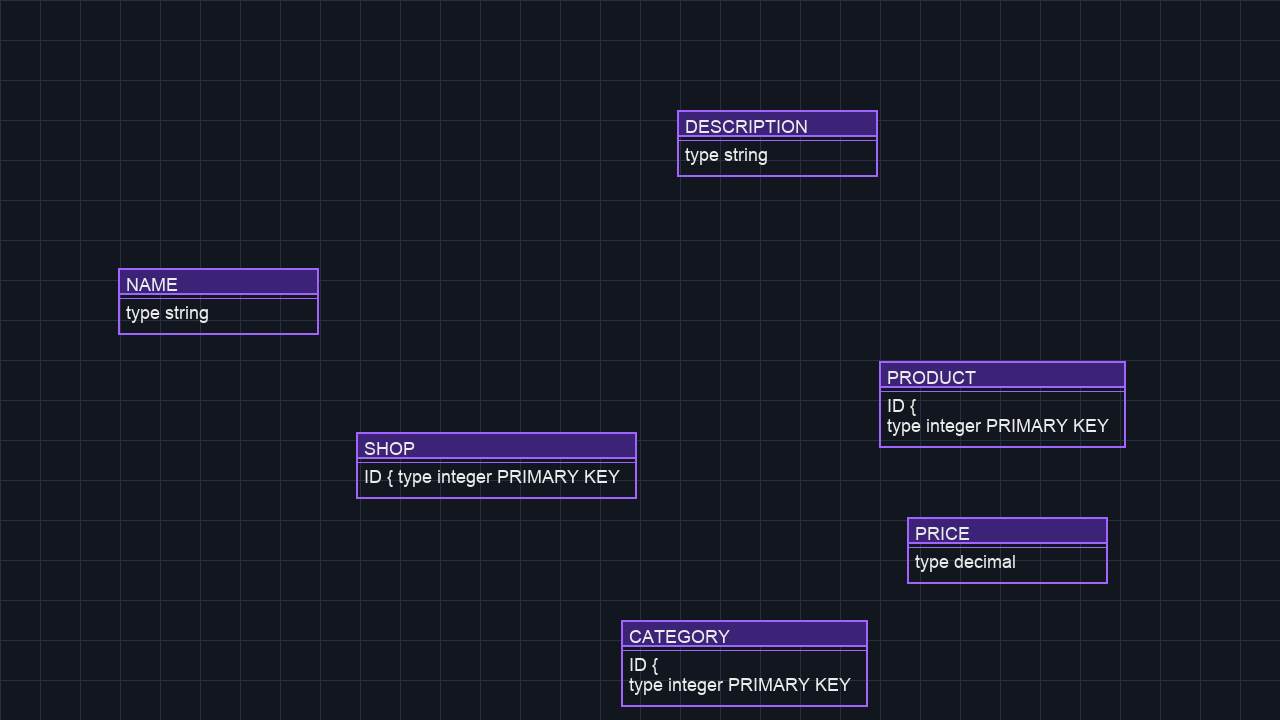 DESCRIPTION
type string
NAME
type string
PRODUCT
ID {
type integer PRIMARY KEY
SHOP
ID { type integer PRIMARY KEY
PRICE
type decimal
CATEGORY
ID {
type integer PRIMARY KEY